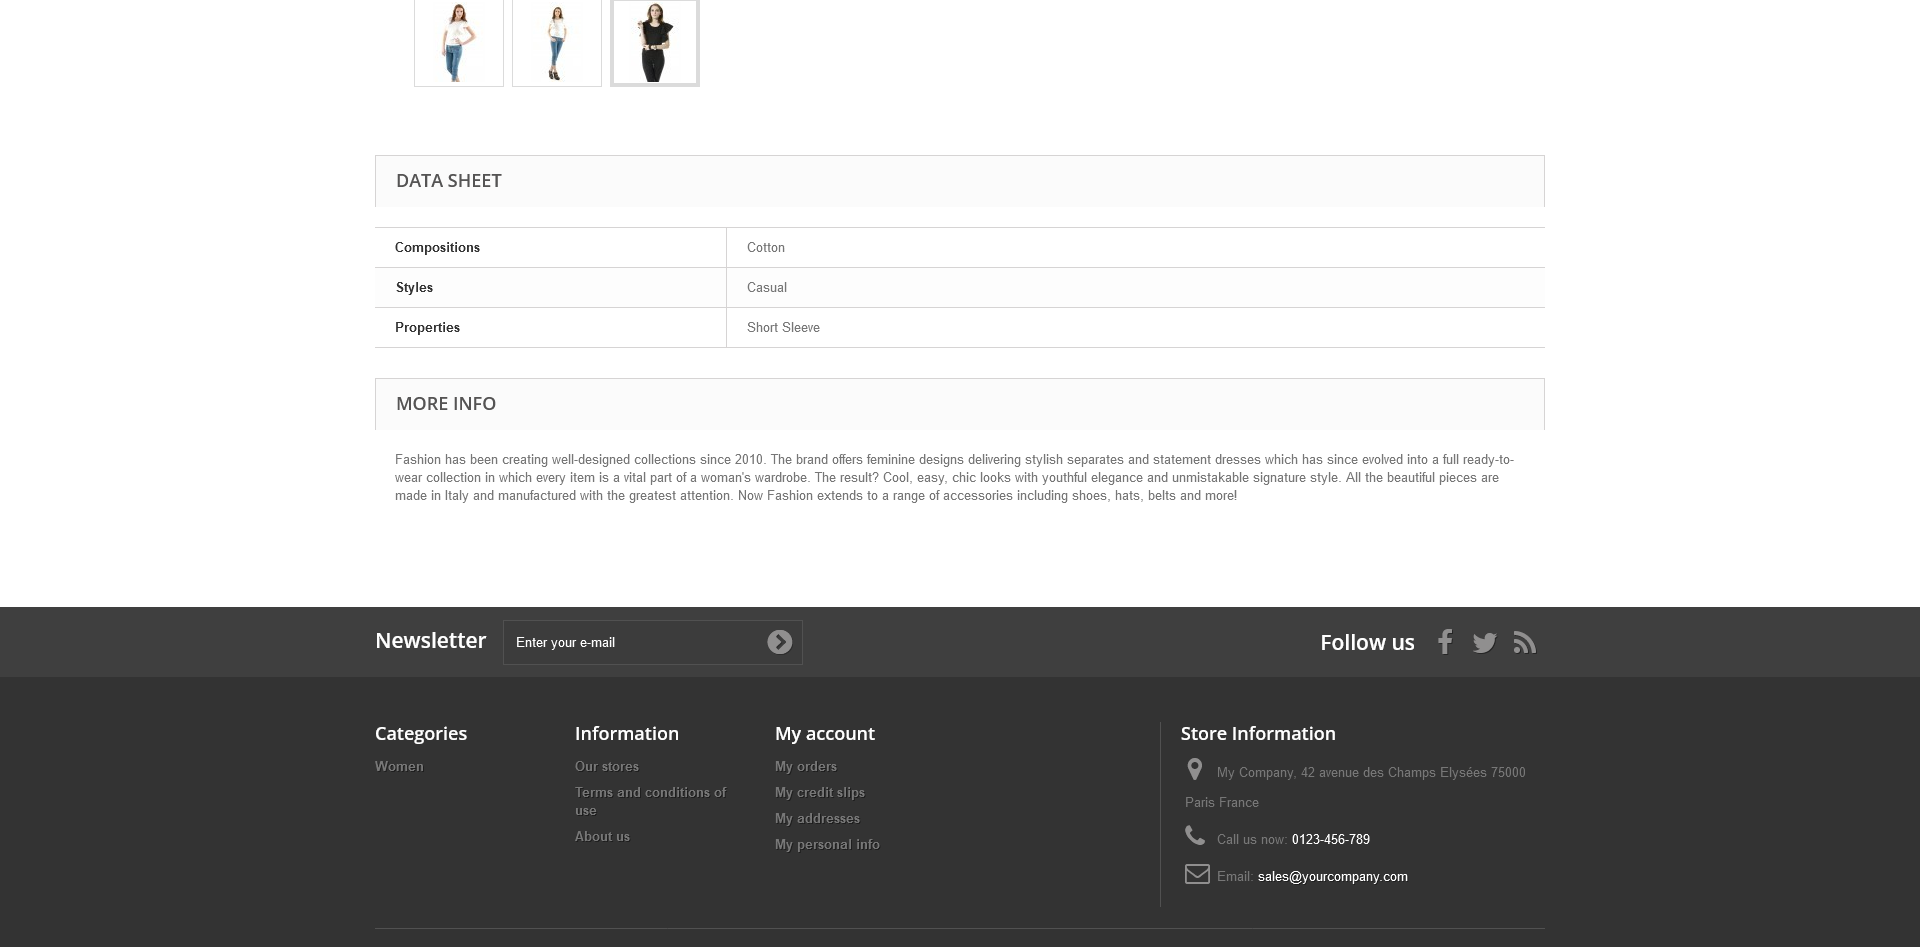 DATA SHEET
Compositions Cotton
Styles Casual
Properties Short Sleeve
MORE INFO
Fashion has been creating well-designed collections since 2010. The brand offers feminine designs delivering stylish separates and statement dresses which has since evolved into a full ready-to-
wear collection in which every item is a vital part of a woman's wardrobe. The result? Cool, easy, chic looks with youthful elegance and unmistakable signature style. All the beautiful pieces are
made in Italy and manufactured with the greatest attention. Now Fashion extends to a range of accessories including shoes, hats, belts and more!
Newsletter
Enter your e-mail
Follow us
Categories
Women
Information
Our stores
Terms and conditions of
use
About us
My account
My orders
My credit slips
My addresses
My personal info
Store Information
My Company, 42 avenue des Champs Elysées 75000
Paris France
Call us now: 0123-456-789
Email: sales@yourcompany.com